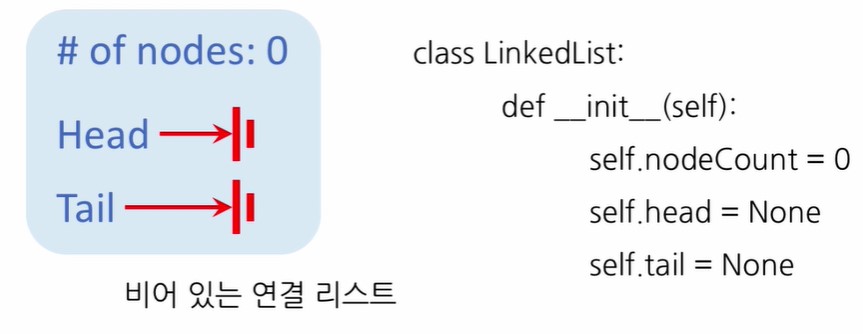 # of nodes: 0
Head
Tail
비어 있는 연결 리스트
class LinkedList:
def __init__(self):
self.nodeCount = 0
self.head = None
self.tail = None